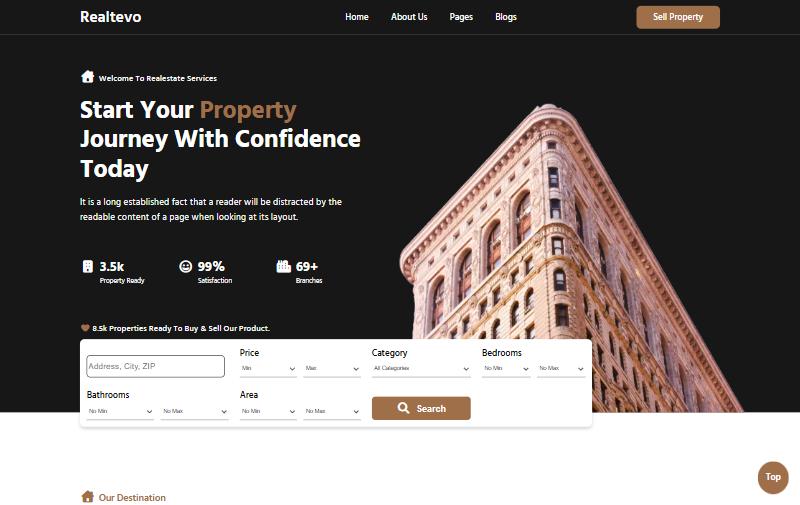 Realtevo
Home About Us Pages Blogs
Sell Property
Welcome To Realestate Services
Start Your Property
Journey With Confidence
Today
It is a long established fact that a reader will be distracted by the
readable content of a page when looking at its layout.
3.5k 99% 69+
Property Ready Satisfaction Branches
8.5k Properties Ready To Buy & Sell Our Product.
Price Category Bedrooms
Address, City, ZIP Min Max All Categories No Min No Max
Bathrooms Area
No Min No Max No Min No Max Search
Top
Our Destination